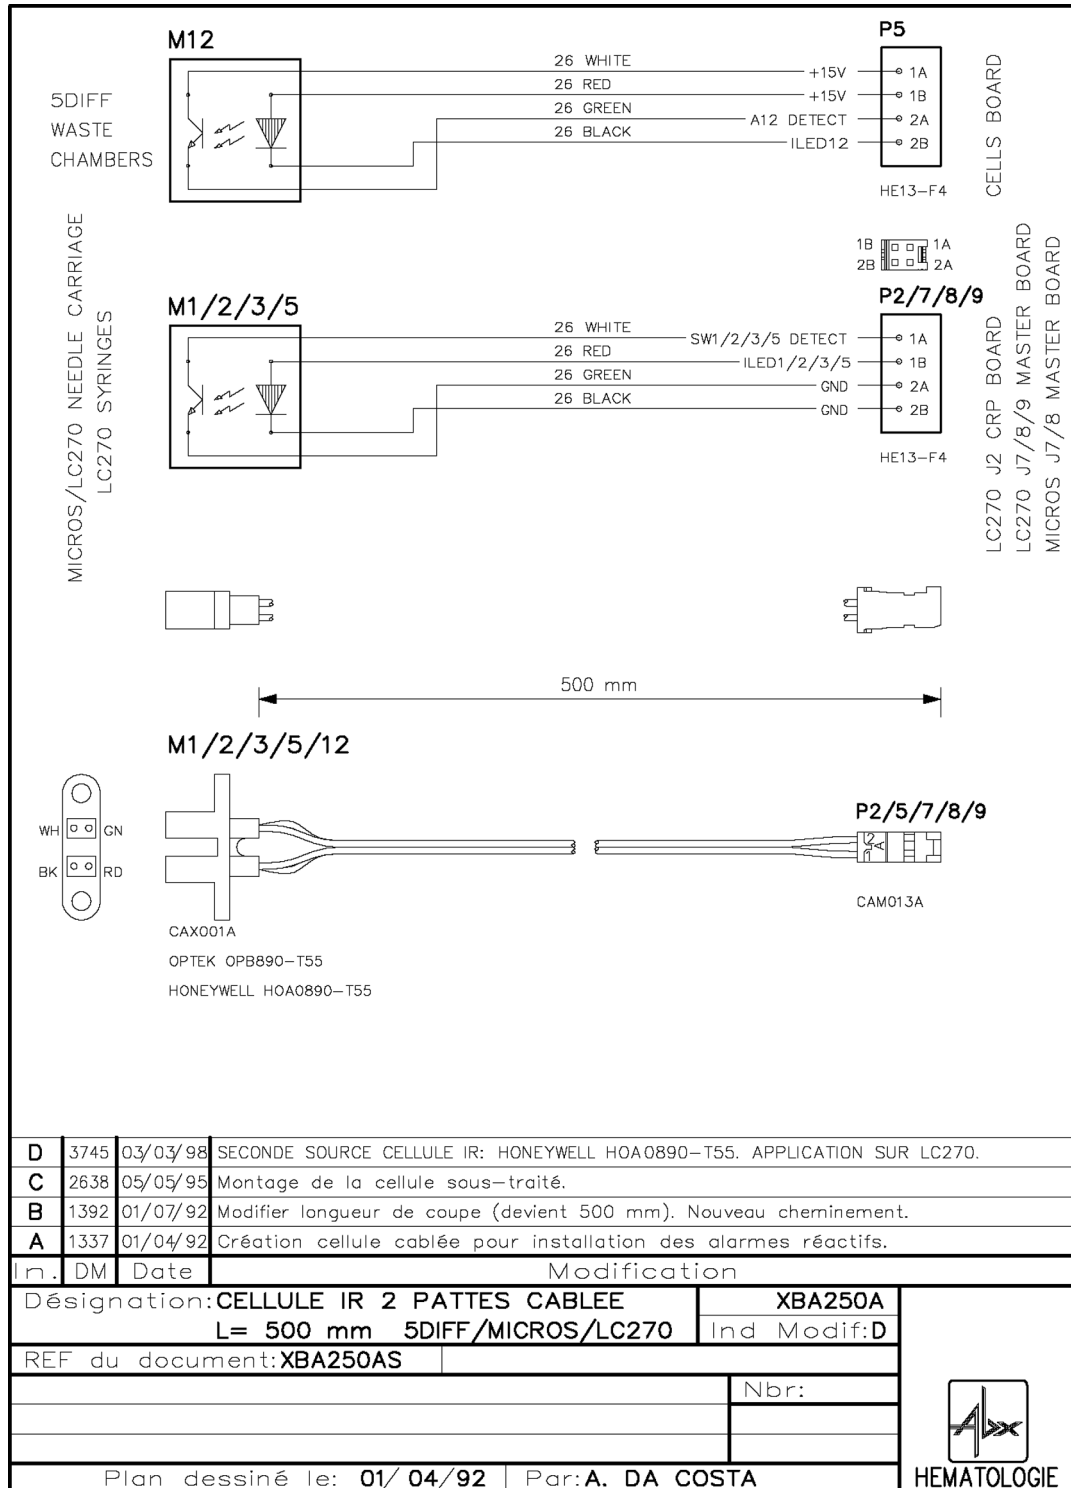 M12
P5
5DIFF
WASTE
CHAMBERS
26 WHITE
26 RED
26 GREEN
26 BLACK
+15V
+15V
A12 DETECT
ILED12
1A
1B
2A
2B
HE13-F4
CELLS BOARD
1B 1A
2B 2A
MICROS/LC270 NEEDLE CARRIAGE
LC270 SYRINGES
M1/2/3/5
P2/7/8/9
26 WHITE
26 RED
26 GREEN
26 BLACK
SW1/2/3/5 DETECT
ILED1/2/3/5
GND
GND
1A
1B
2A
2B
HE13-F4
LC270 J2 CRP BOARD
LC270 J7/8/9 MASTER BOARD
MICROS J7/8 MASTER BOARD
500 mm
M1/2/3/5/12
P2/5/7/8/9
WH GN
BK RD
2
A
1
CAX001A
OPTEK OPB890-T55
HONEYWELL HOA0890-T55
CAM013A
D 3745 03/03/98 SECONDE SOURCE CELLULE IR: HONEYWELL HOA0890-T55. APPLICATION SUR LC270.
C 2638 05/05/95 Montage de la cellule sous-traité.
B 1392 01/07/92 Modifier longueur de coupe (devient 500 mm). Nouveau cheminement.
A 1337 01/04/92 Création cellule cablée pour installation des alarmes réactifs.
In. DM Date Modification
Désignation: CELLULE IR 2 PATTES CABLEE XBA250A
L= 500 mm 5DIFF/MICROS/LC270 Ind Modif: D
REF du document: XBA250AS
Nbr:
Abx
HEMATOLOGIE
Plan dessiné le: 01/04/92 Par: A. DA COSTA